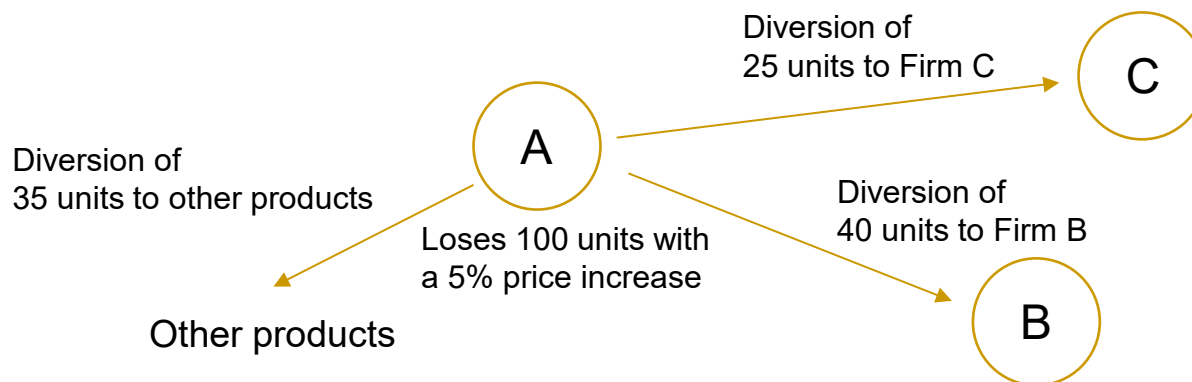 Diversion of
25 units to Firm C
C
A
Diversion of
35 units to other products
Diversion of
40 units to Firm B
Loses 100 units with
a 5% price increase
Other products
B